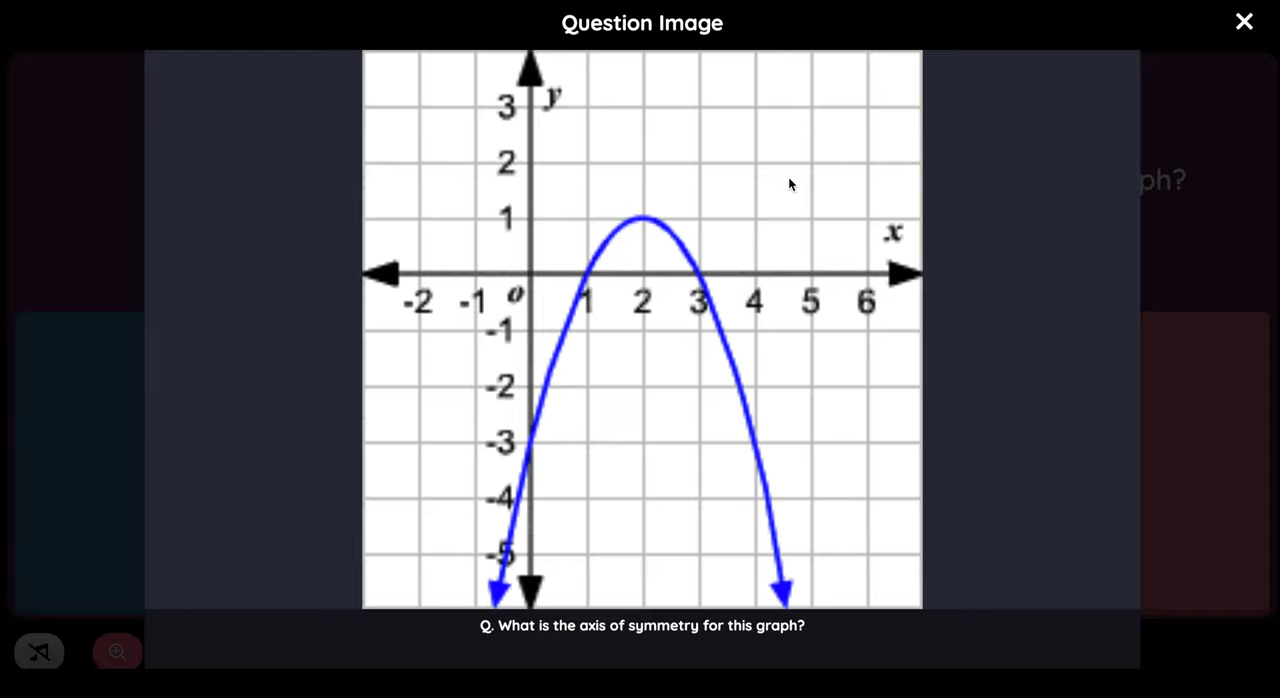 Question Image
y
3
2
ph?
1
x
-2 -1 o 1 2 3 4 5 6
-1
-2
-3
-4
-5
Q. What is the axis of symmetry for this graph?